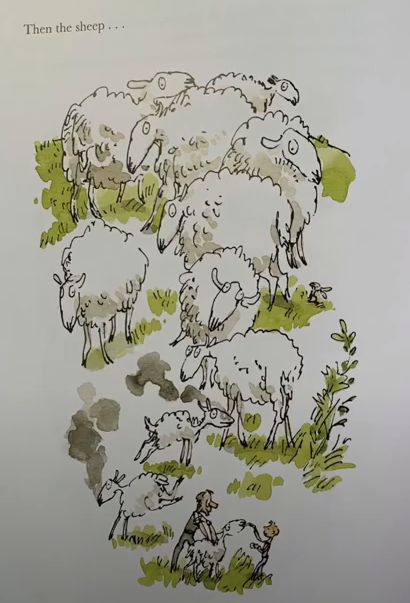 Then the sheep . . .